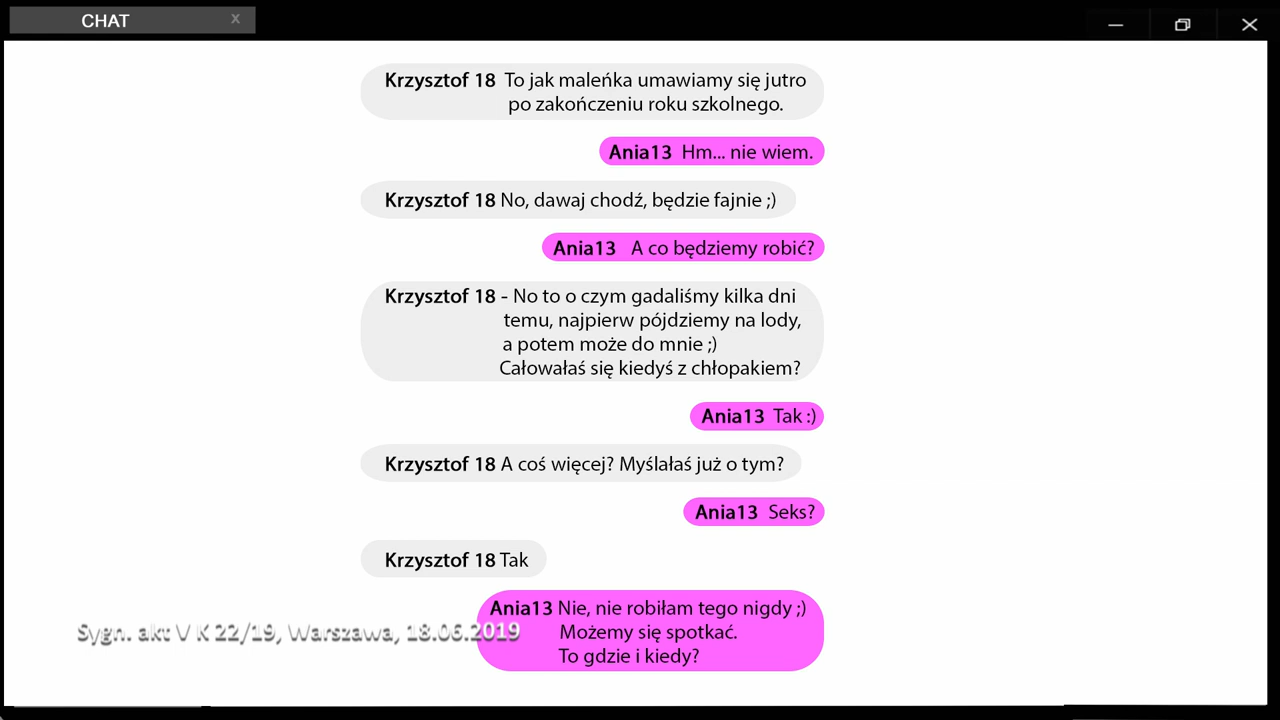 CHAT
x
Krzysztof 18 To jak maleńka umawiamy się jutro
po zakończeniu roku szkolnego.
Ania13 Hm... nie wiem.
Krzysztof 18 No, dawaj chodź, będzie fajnie ;)
Ania13 A co będziemy robić?
Krzysztof 18 - No to o czym gadaliśmy kilka dni
temu, najpierw pójdziemy na lody,
a potem może do mnie ;)
Całowałaś się kiedyś z chłopakiem?
Ania13 Tak :)
Krzysztof 18 A coś więcej? Myślałaś już o tym?
Ania13 Seks?
Krzysztof 18 Tak
Ania13 Nie, nie robiłam tego nigdy ;)
Możemy się spotkać.
To gdzie i kiedy?
Sygn. akt V K 22/19, Warszawa, 18.06.2019